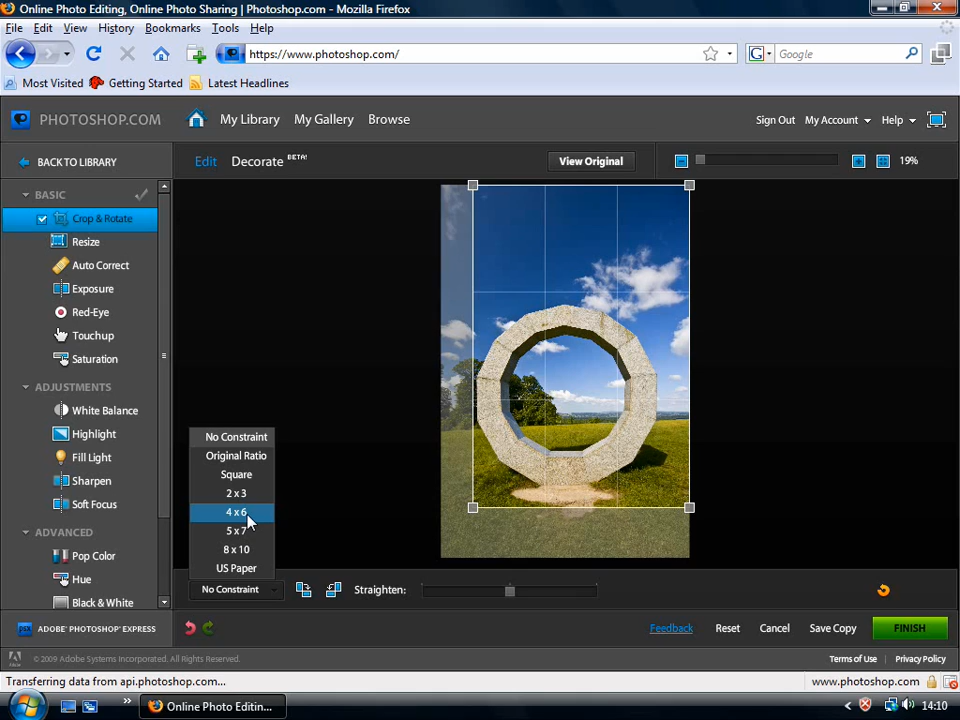 Online Photo Editing, Online Photo Sharing | Photoshop.com - Mozilla Firefox
File Edit View History Bookmarks Tools Help
https://www.photoshop.com/
Google
Most Visited Getting Started Latest Headlines
PHOTOSHOP.COM My Library My Gallery Browse Sign Out My Account Help
BACK TO LIBRARY Edit Decorate BETA! View Original 19%
BASIC
Crop & Rotate
Resize
Auto Correct
Exposure
Red-Eye
Touchup
Saturation
ADJUSTMENTS
White Balance
Highlight
Fill Light
Sharpen
Soft Focus
ADVANCED
Pop Color
Hue
Black & White
No Constraint
Original Ratio
Square
2 x 3
4 x 6
5 x 7
8 x 10
US Paper
No Constraint Straighten:
PSX ADOBE® PHOTOSHOP® EXPRESS Feedback Reset Cancel Save Copy FINISH
© 2009 Adobe Systems Incorporated. All Rights Reserved. Terms of Use Privacy Policy
Transferring data from api.photoshop.com... www.photoshop.com
Online Photo Editin... 14:10